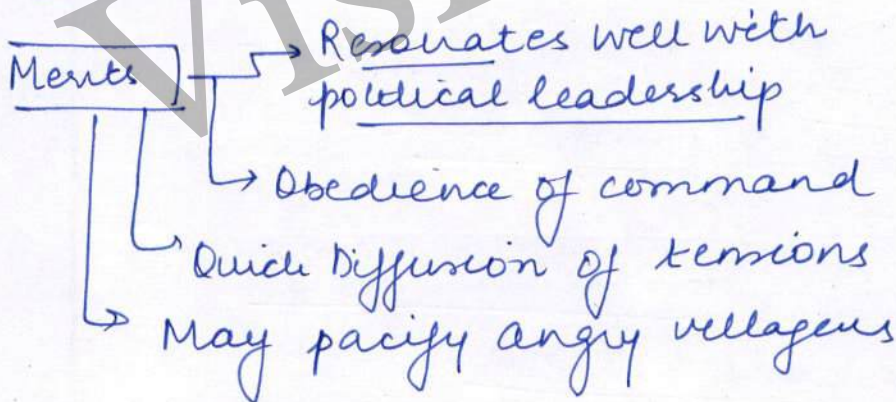 Merits
Resonates well with
political leadership
Obedience of command
Quick Diffusion of tensions
May pacify angry villagers